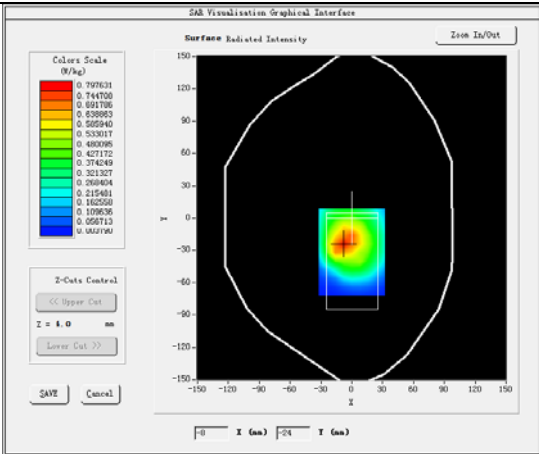 SAR Visualisation Graphical Interface
Surface Radiated Intensity
Zoom In/Out
Colors Scale
(W/kg)
0.797631
0.744708
0.691786
0.638863
0.585940
0.533017
0.480095
0.427172
0.374249
0.321327
0.268404
0.215481
0.162558
0.109636
0.056713
0.003790
150
120
90
60
30
0
-30
-60
-90
-120
-150
Y
-150 -120 -90 -60 -30 0 30 60 90 120 150
X
Z-Cuts Control
<< Upper Cut
Z = 4.0 mm
Lower Cut >>
SAVE Cancel
-8 X (mm) -24 Y (mm)